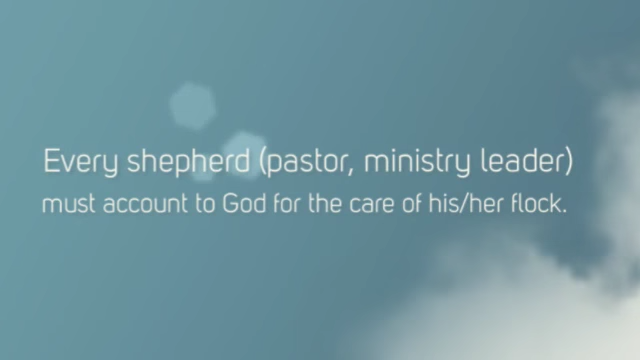 Every shepherd (pastor, ministry leader)
must account to God for the care of his/her flock.